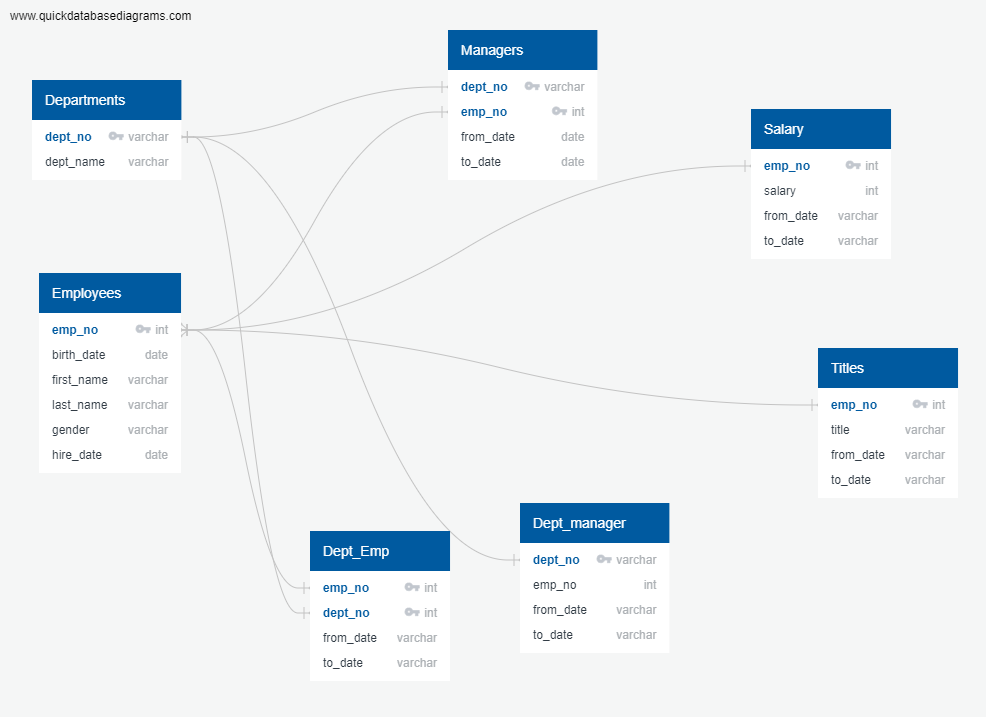 www.quickdatabasediagrams.com
Managers
dept_no varchar
emp_no int
from_date date
to_date date
Departments
dept_no varchar
dept_name varchar
Salary
emp_no int
salary int
from_date varchar
to_date varchar
Employees
emp_no int
birth_date date
first_name varchar
last_name varchar
gender varchar
hire_date date
Titles
emp_no int
title varchar
from_date varchar
to_date varchar
Dept_Emp
emp_no int
dept_no int
from_date varchar
to_date varchar
Dept_manager
dept_no varchar
emp_no int
from_date varchar
to_date varchar